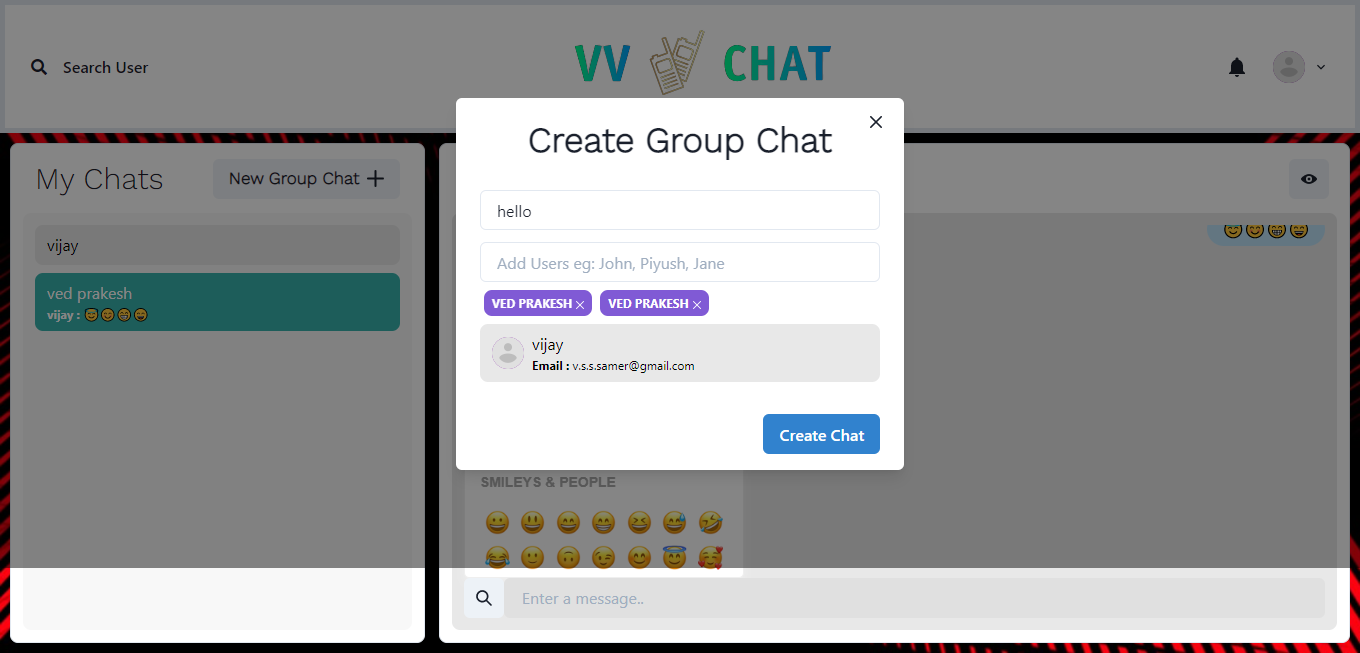 Search User
VV CHAT
My Chats
New Group Chat
vijay
ved prakesh
vijay : 😇😊😁😄
😊😊😁😄
Create Group Chat
hello
Add Users eg: John, Piyush, Jane
VED PRAKESH VED PRAKESH
vijay
Email : v.s.s.samer@gmail.com
Create Chat
SMILEYS & PEOPLE
Enter a message..